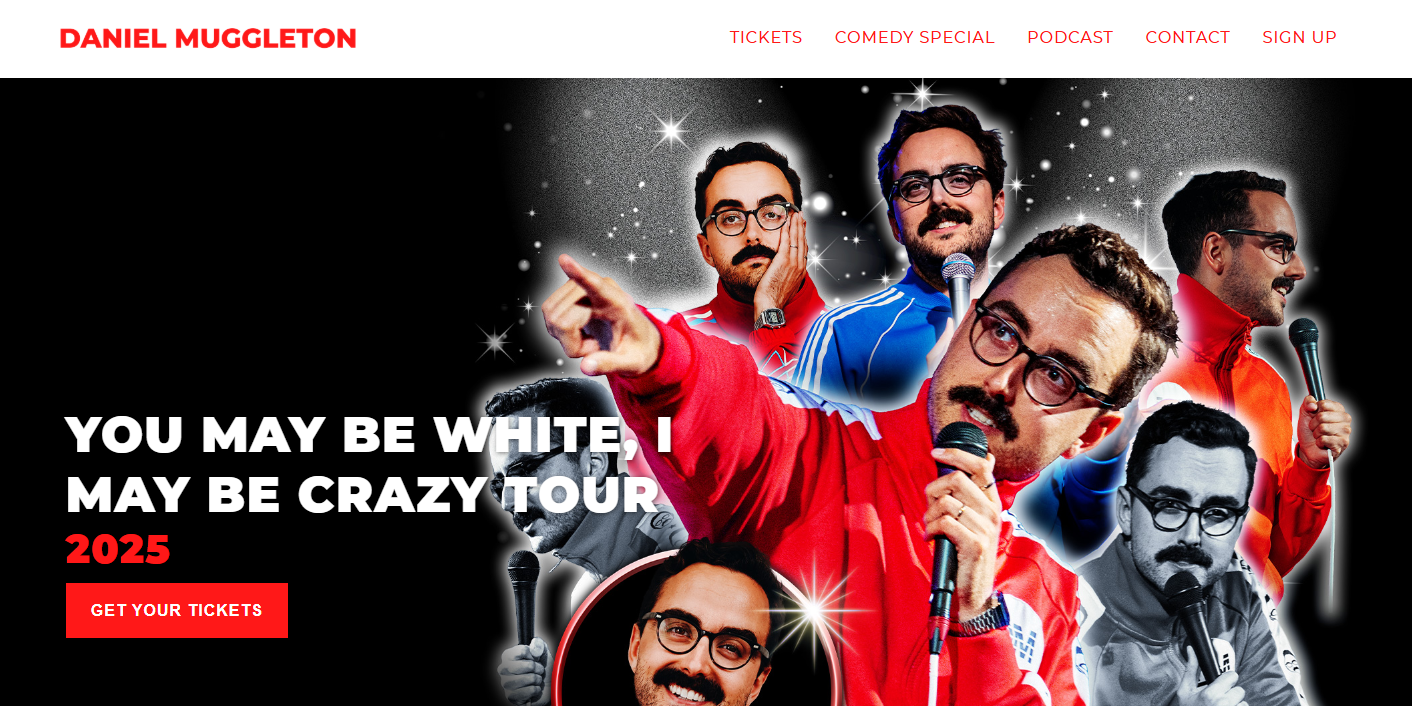 DANIEL MUGGLETON
TICKETS COMEDY SPECIAL PODCAST CONTACT SIGN UP
YOU MAY BE WHITE, I
MAY BE CRAZY TOUR
2025
GET YOUR TICKETS